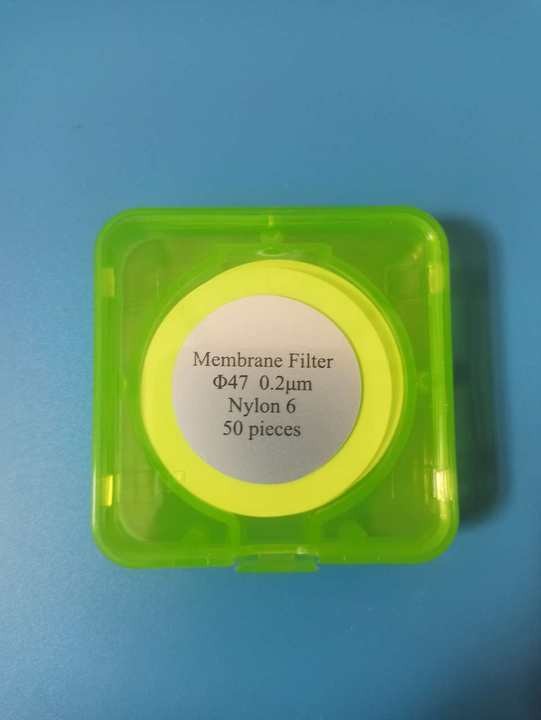 Membrane Filter
Φ47 0.2μm
Nylon 6
50 pieces